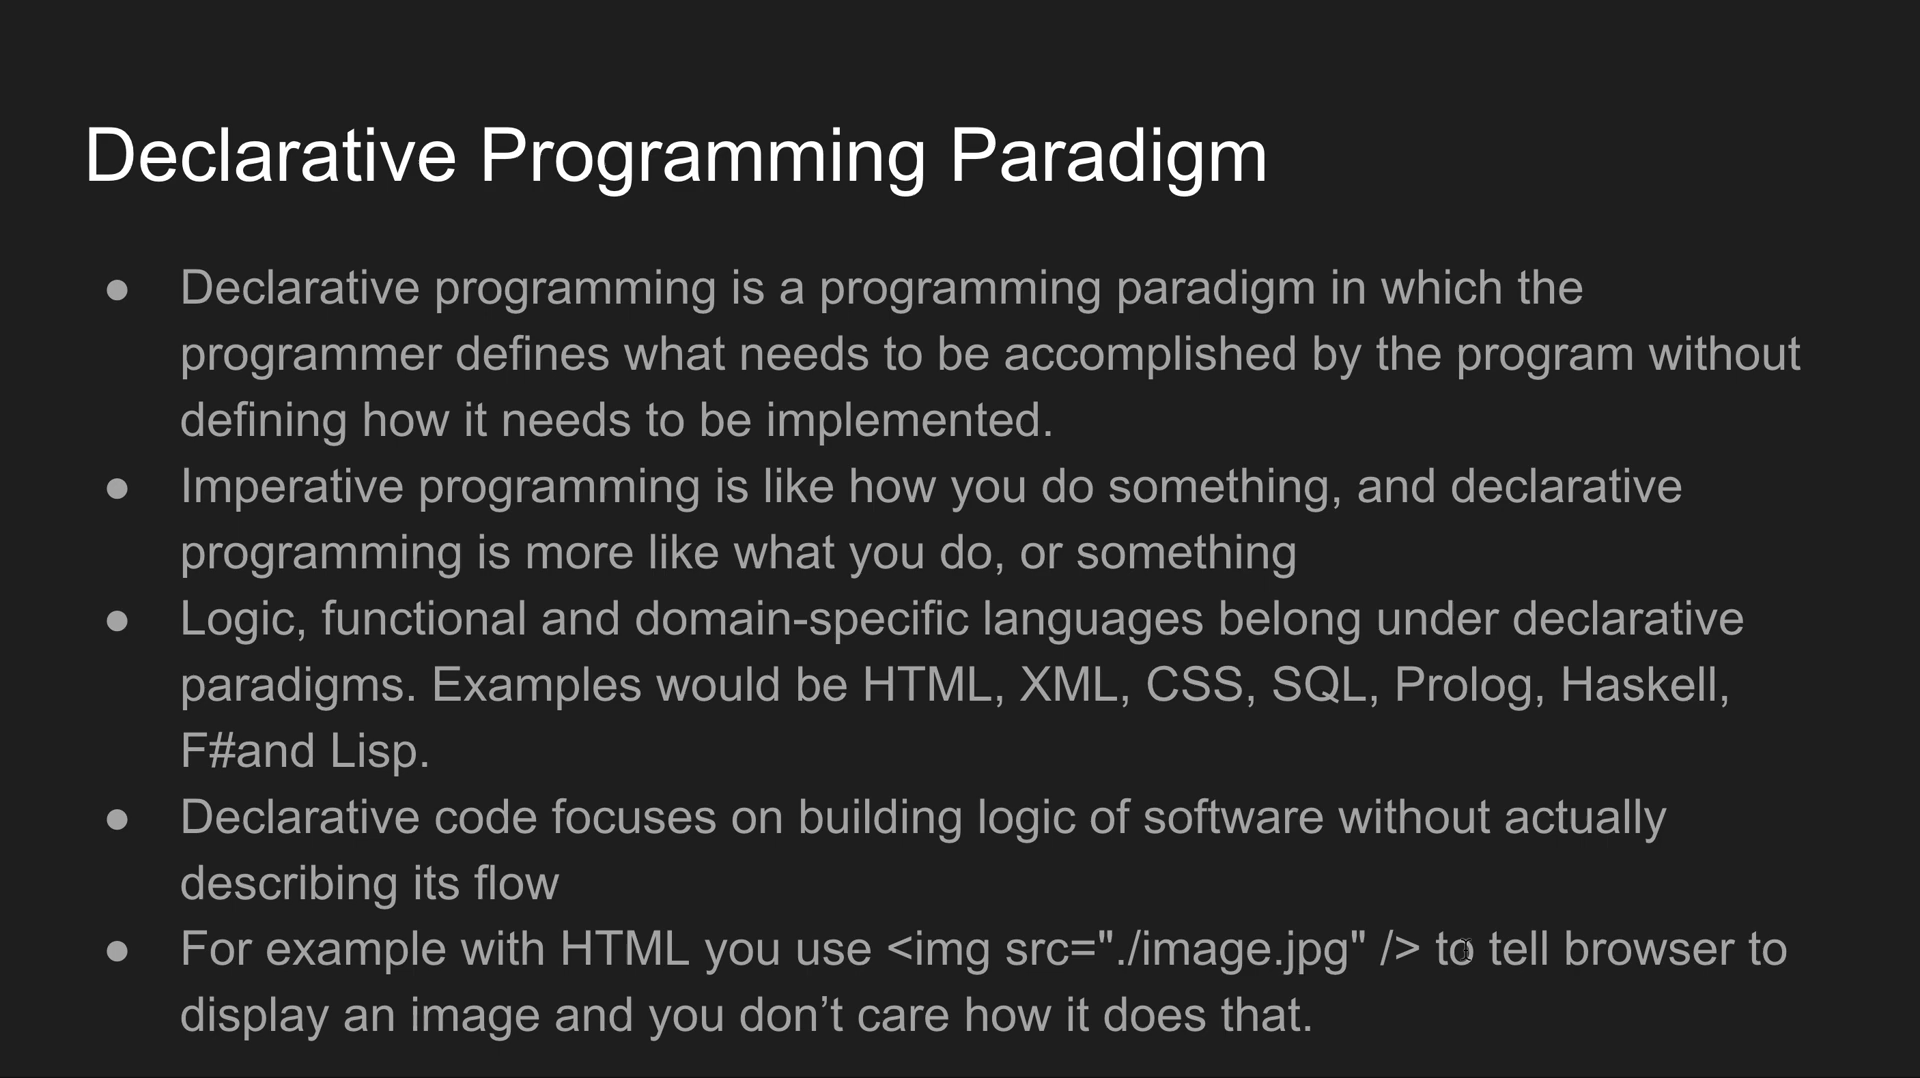 Declarative Programming Paradigm
● Declarative programming is a programming paradigm in which the
programmer defines what needs to be accomplished by the program without
defining how it needs to be implemented.
● Imperative programming is like how you do something, and declarative
programming is more like what you do, or something
● Logic, functional and domain-specific languages belong under declarative
paradigms. Examples would be HTML, XML, CSS, SQL, Prolog, Haskell,
F#and Lisp.
● Declarative code focuses on building logic of software without actually
describing its flow
● For example with HTML you use <img src="./image.jpg" /> to tell browser to
display an image and you don’t care how it does that.